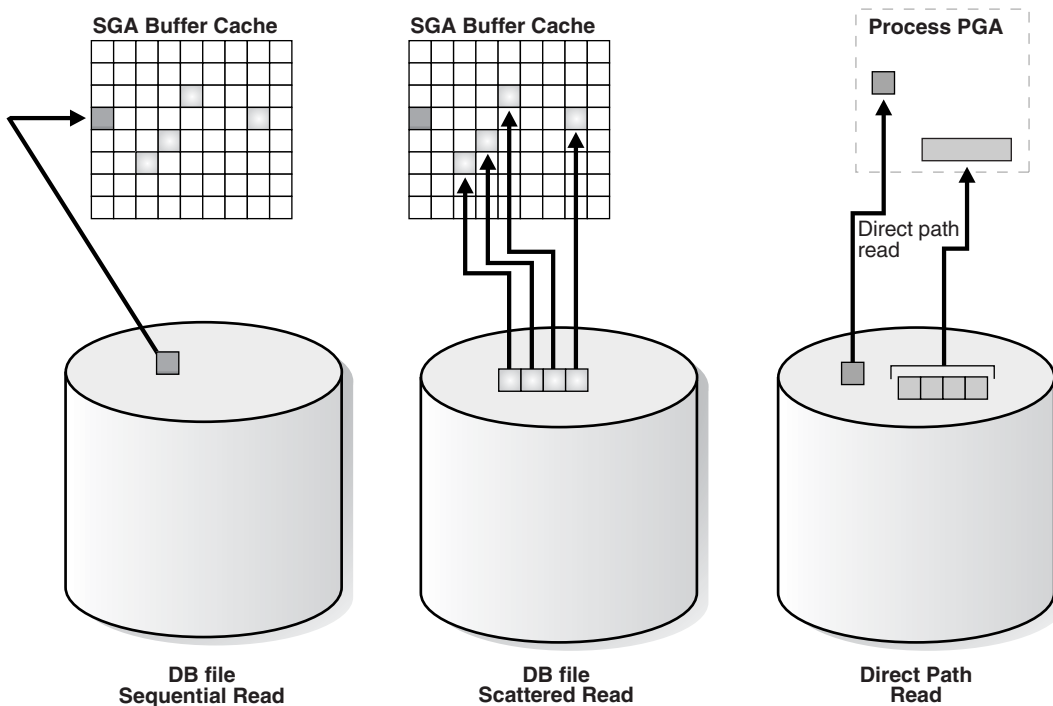 SGA Buffer Cache
SGA Buffer Cache
Process PGA
Direct path
read
DB file
Sequential Read
DB file
Scattered Read
Direct Path
Read